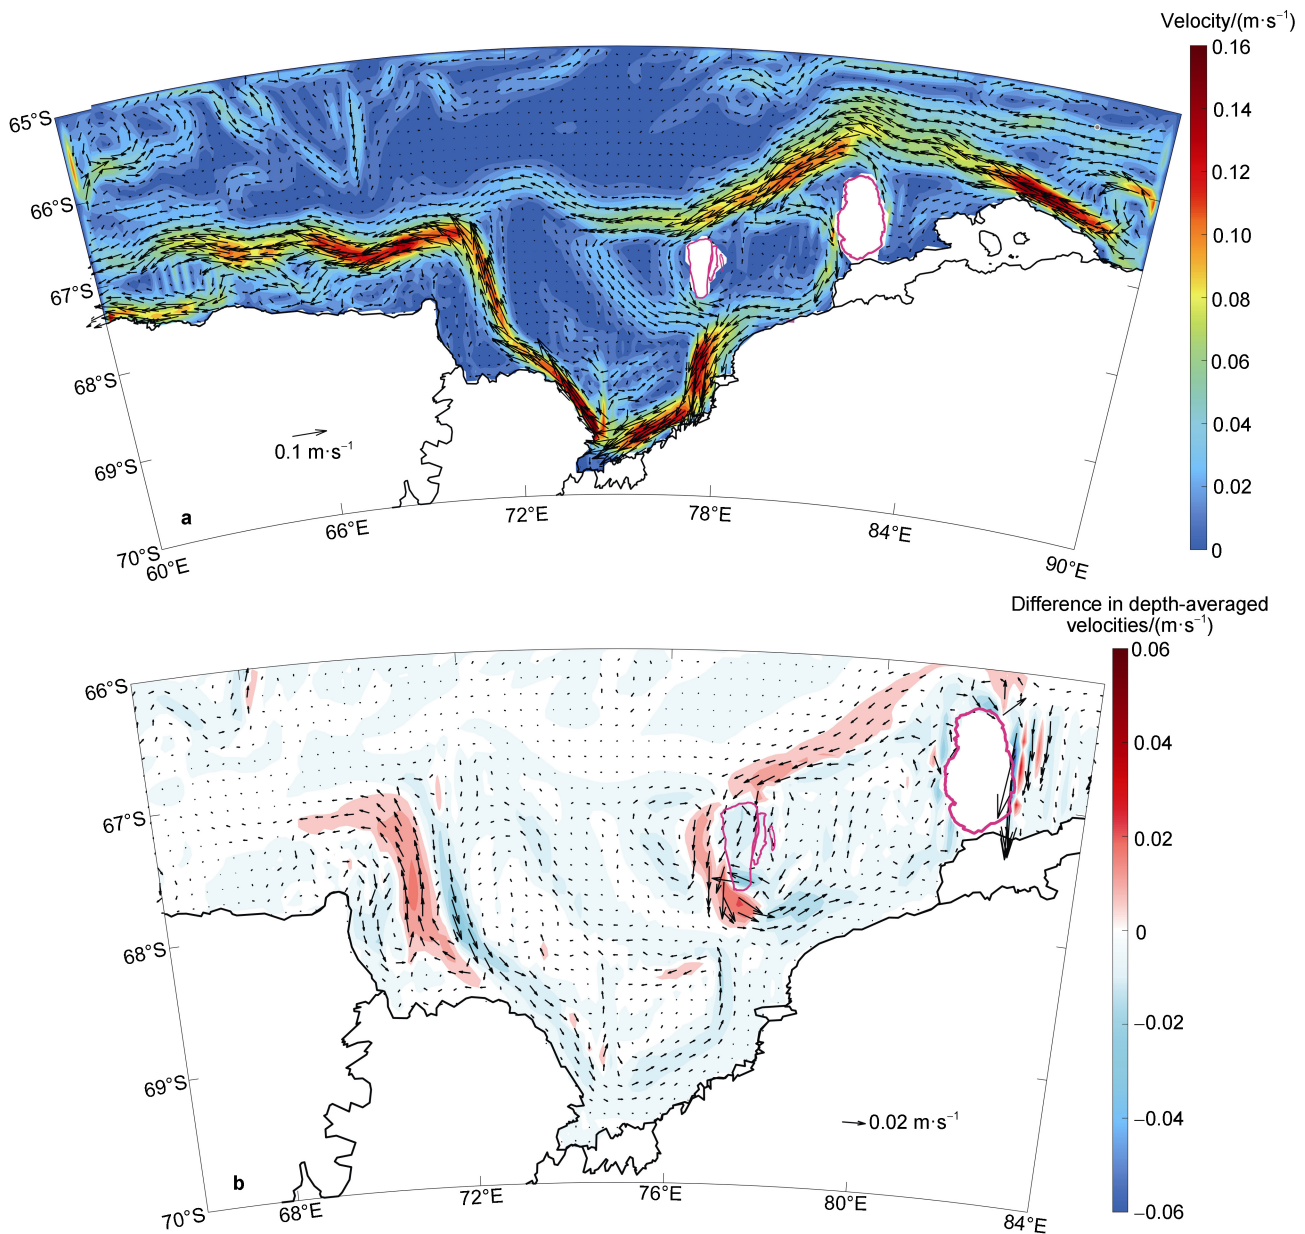 Velocity/(m·s⁻¹)
0.16
0.14
0.12
0.10
0.08
0.06
0.04
0.02
0
65°S
66°S
67°S
68°S
69°S
70°S
60°E
66°E
72°E
78°E
84°E
90°E
0.1 m·s⁻¹
a
Difference in depth-averaged
velocities/(m·s⁻¹)
0.06
0.04
0.02
0
−0.02
−0.04
−0.06
66°S
67°S
68°S
69°S
70°S
68°E
72°E
76°E
80°E
84°E
0.02 m·s⁻¹
b